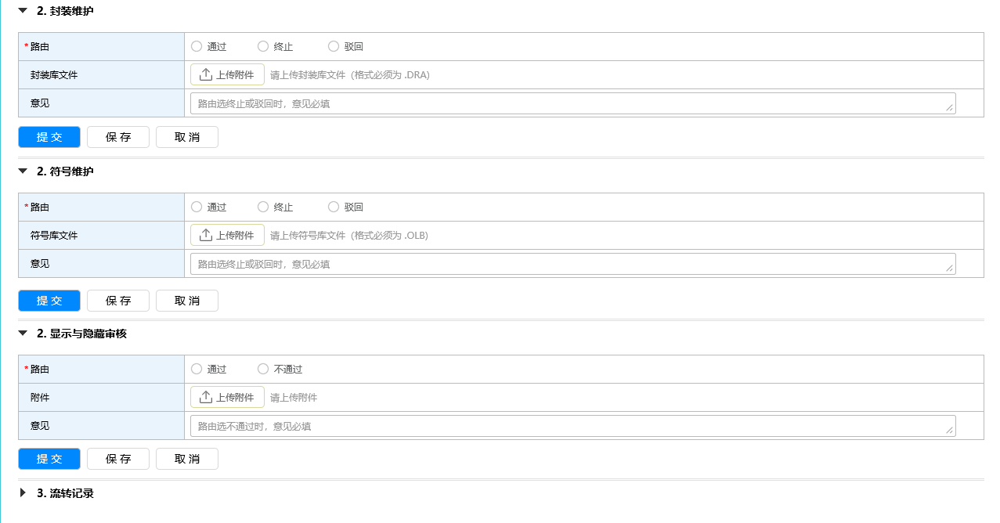 2. 封装维护
*路由 通过 终止 驳回
封装库文件 上传附件 请上传封装库文件（格式必须为 .DRA）
意见 路由选终止或驳回时，意见必填
提 交 保 存 取 消
2. 符号维护
*路由 通过 终止 驳回
符号库文件 上传附件 请上传符号库文件（格式必须为 .OLB）
意见 路由选终止或驳回时，意见必填
提 交 保 存 取 消
2. 显示与隐藏审核
*路由 通过 不通过
附件 上传附件 请上传附件
意见 路由选不通过时，意见必填
提 交 保 存 取 消
3. 流转记录